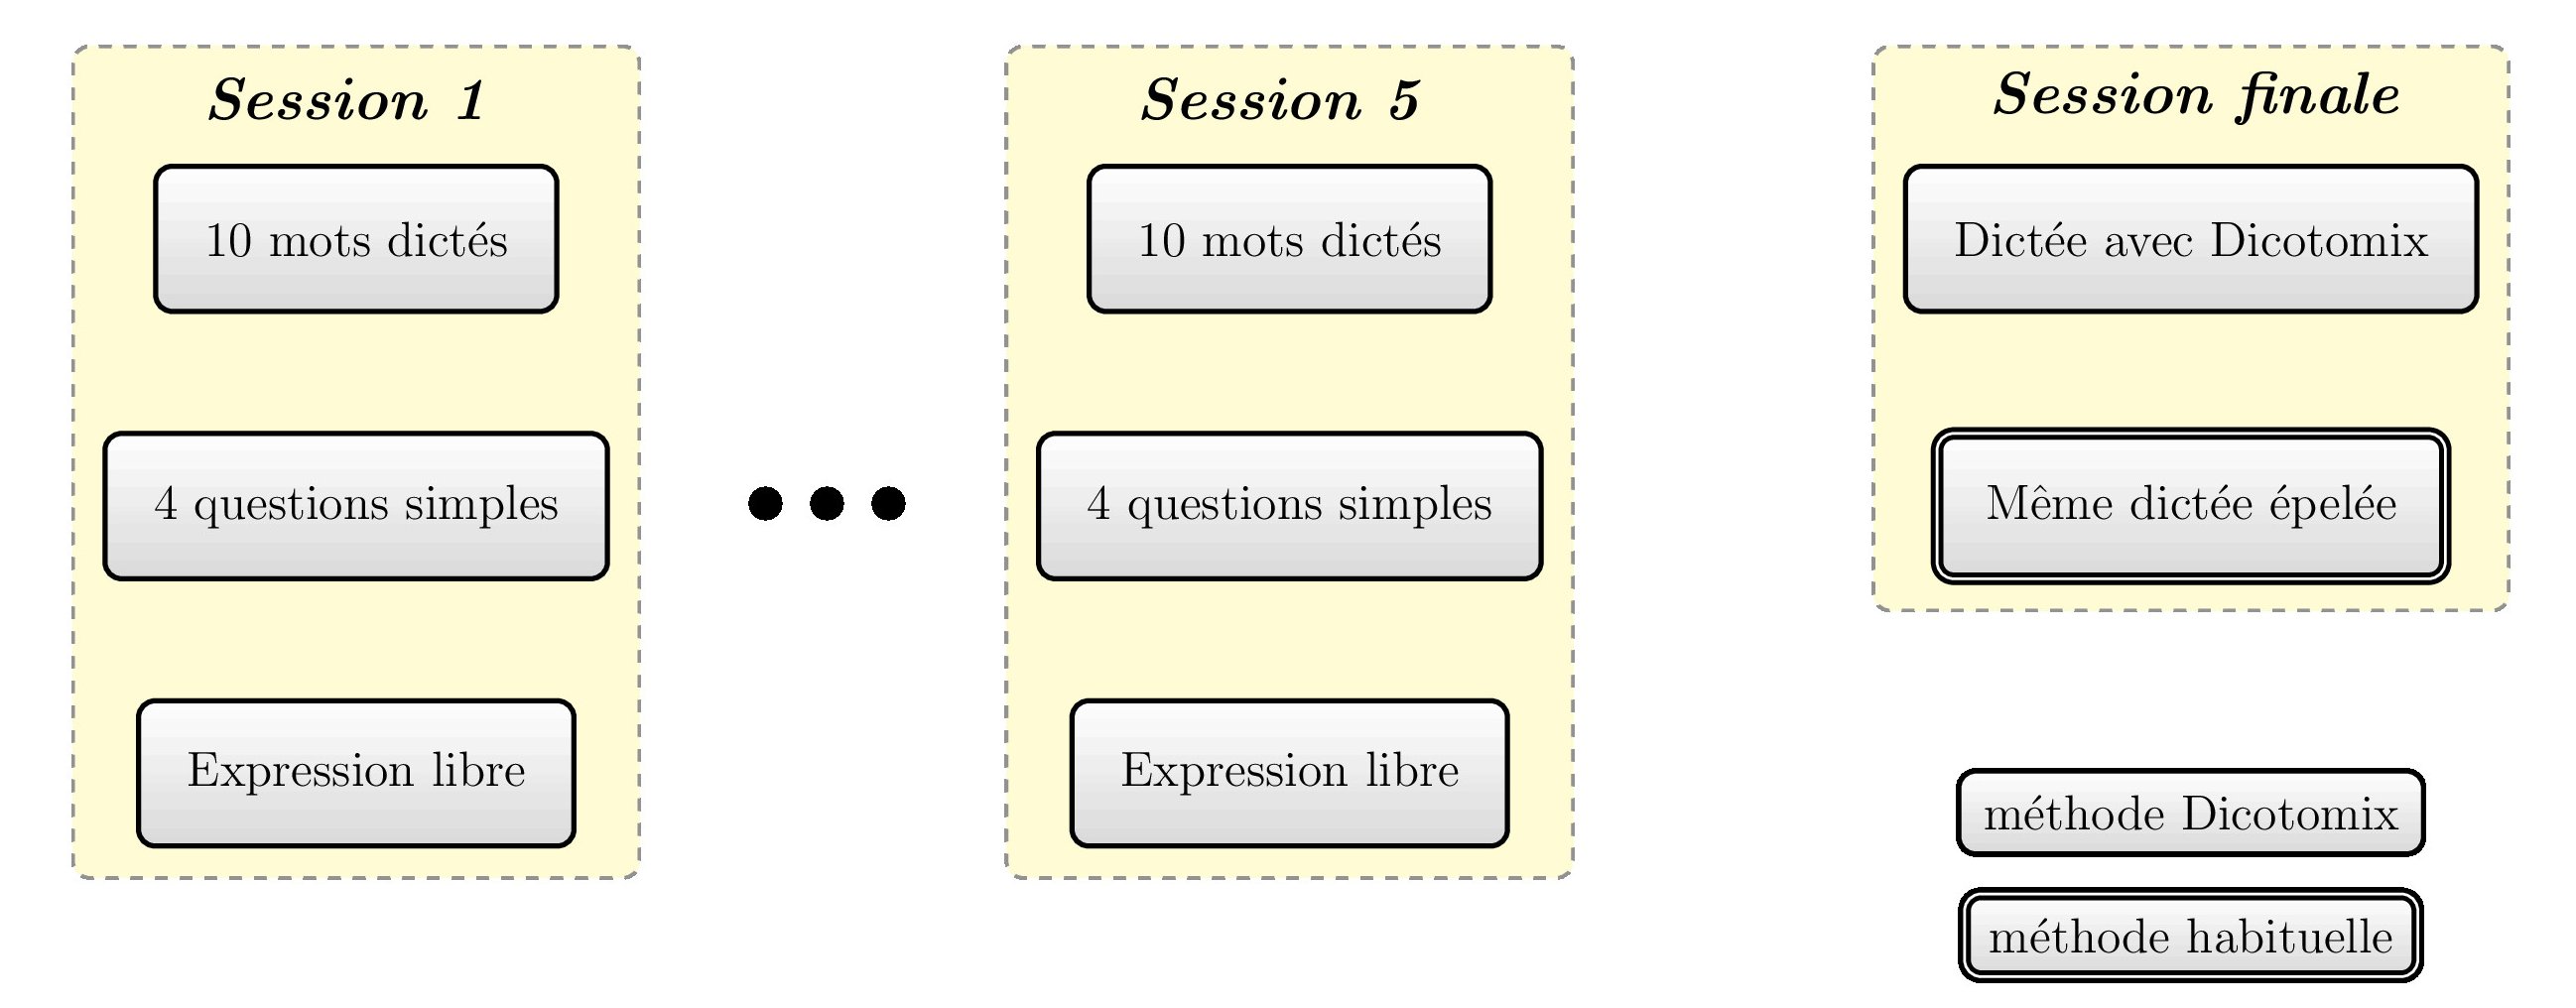 Session 1
10 mots dictés
4 questions simples
Expression libre
Session 5
10 mots dictés
4 questions simples
Expression libre
Session finale
Dictée avec Dicotomix
Même dictée épelée
méthode Dicotomix
méthode habituelle